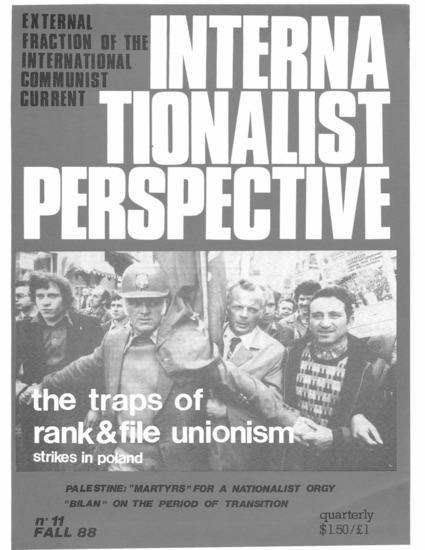 EXTERNAL
FRACTION OF THE
INTERNATIONAL
COMMUNIST
CURRENT
INTERNA
TIONALIST
PERSPECTIVE
the traps of
rank & file unionism
strikes in poland
PALESTINE: "MARTYRS" FOR A NATIONALIST ORGY
"BILAN" ON THE PERIOD OF TRANSITION
n° 11
FALL 88
quarterly
$1.50/£1